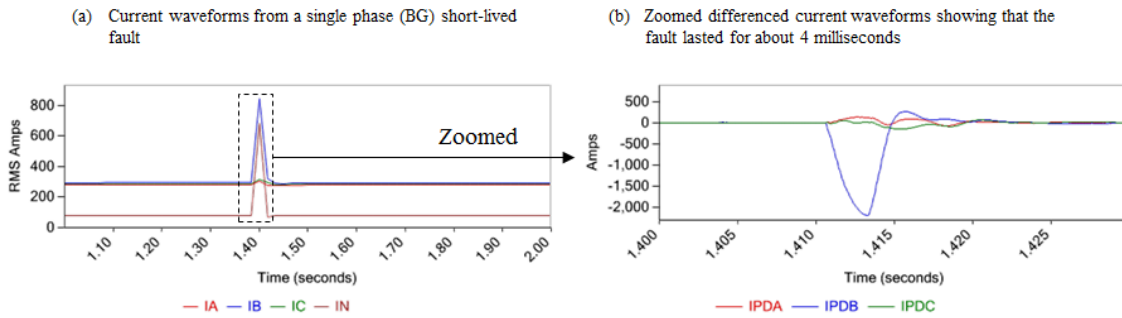 (a) Current waveforms from a single phase (BG) short-lived
fault
(b) Zoomed differenced current waveforms showing that the
fault lasted for about 4 milliseconds
RMS Amps
800
600
400
200
0
1.10
1.20
1.30
1.40
1.50
1.60
1.70
1.80
1.90
2.00
Time (seconds)
IA IB IC IN
Zoomed
Amps
500
0
-500
-1,000
-1,500
-2,000
1.400
1.405
1.410
1.415
1.420
1.425
Time (seconds)
IPDA IPDB IPDC